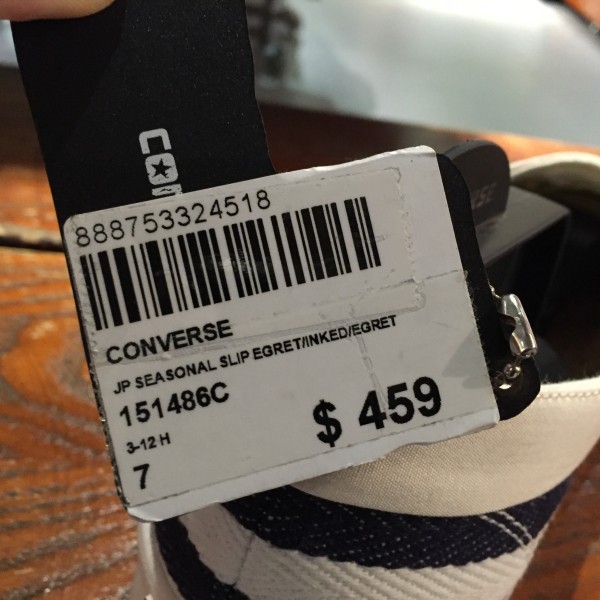 888753324518
CONVERSE
JP SEASONAL SLIP EGRET/INKED/EGRET
151486C
3-12 H
7
$ 459